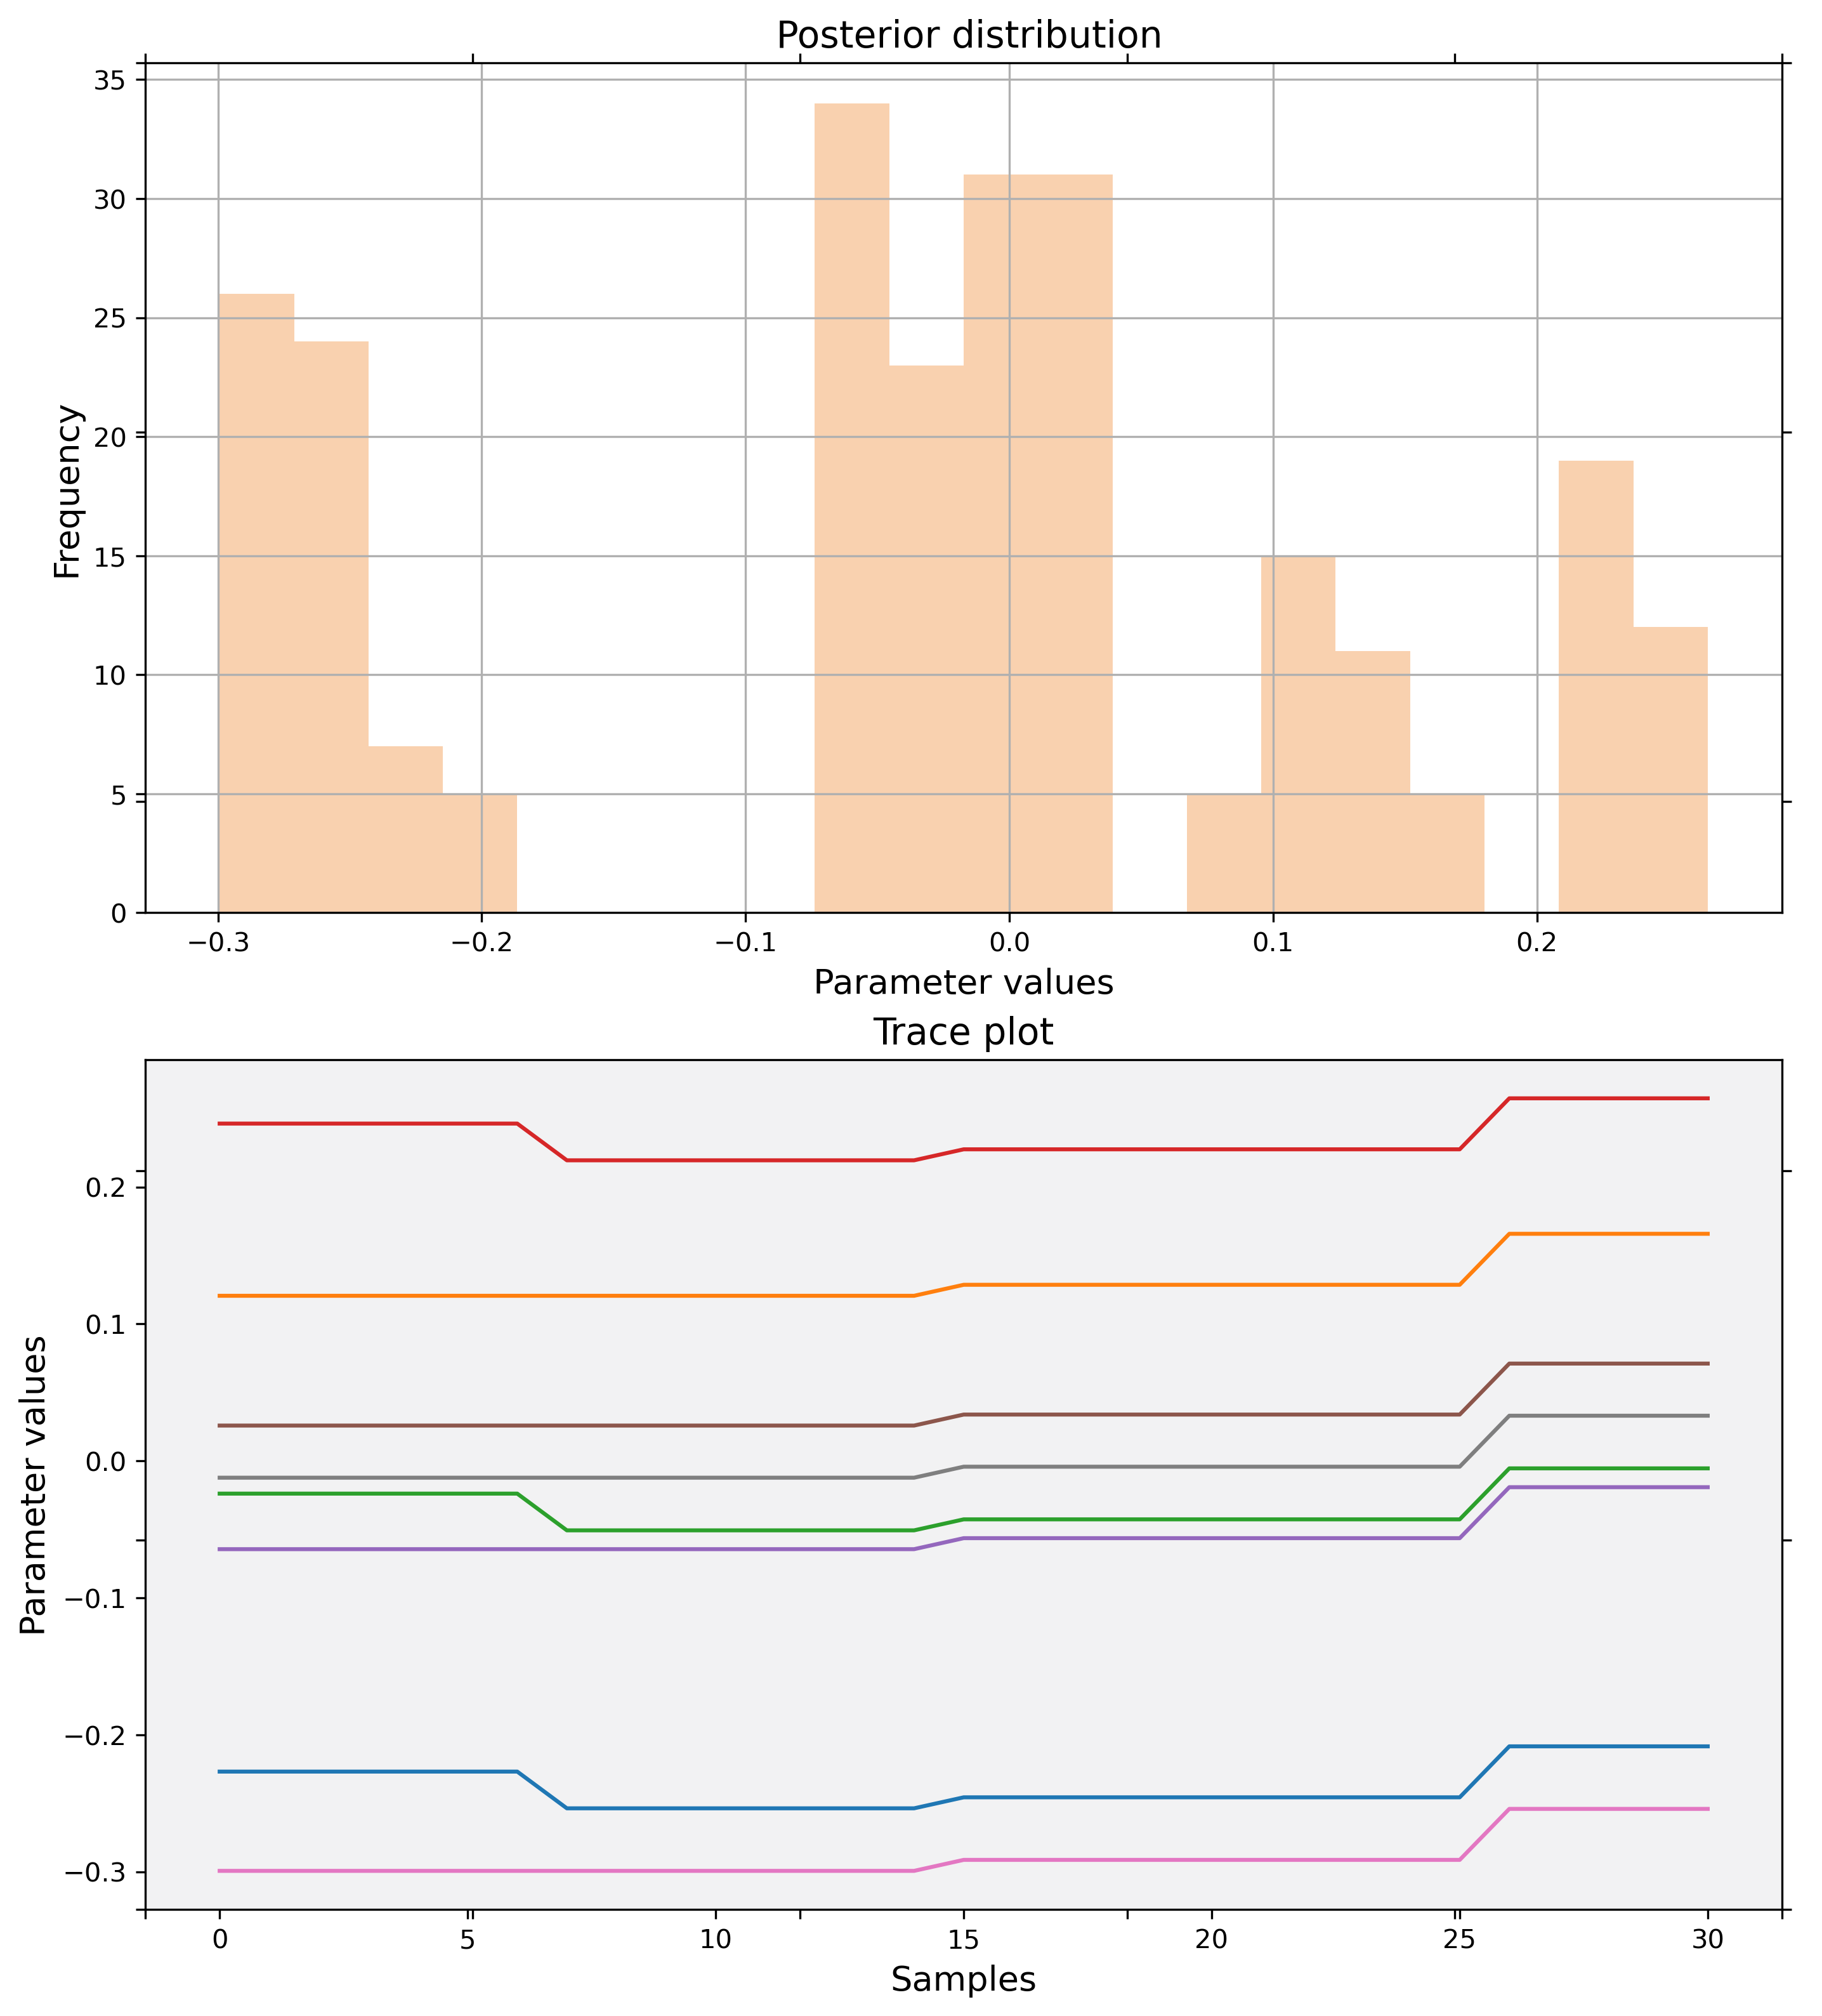 Posterior distribution
35
30
25
20
15
10
5
0
Frequency
−0.3 −0.2 −0.1 0.0 0.1 0.2
Parameter values
Trace plot
0.2
0.1
0.0
−0.1
−0.2
−0.3
Parameter values
0 5 10 15 20 25 30
Samples